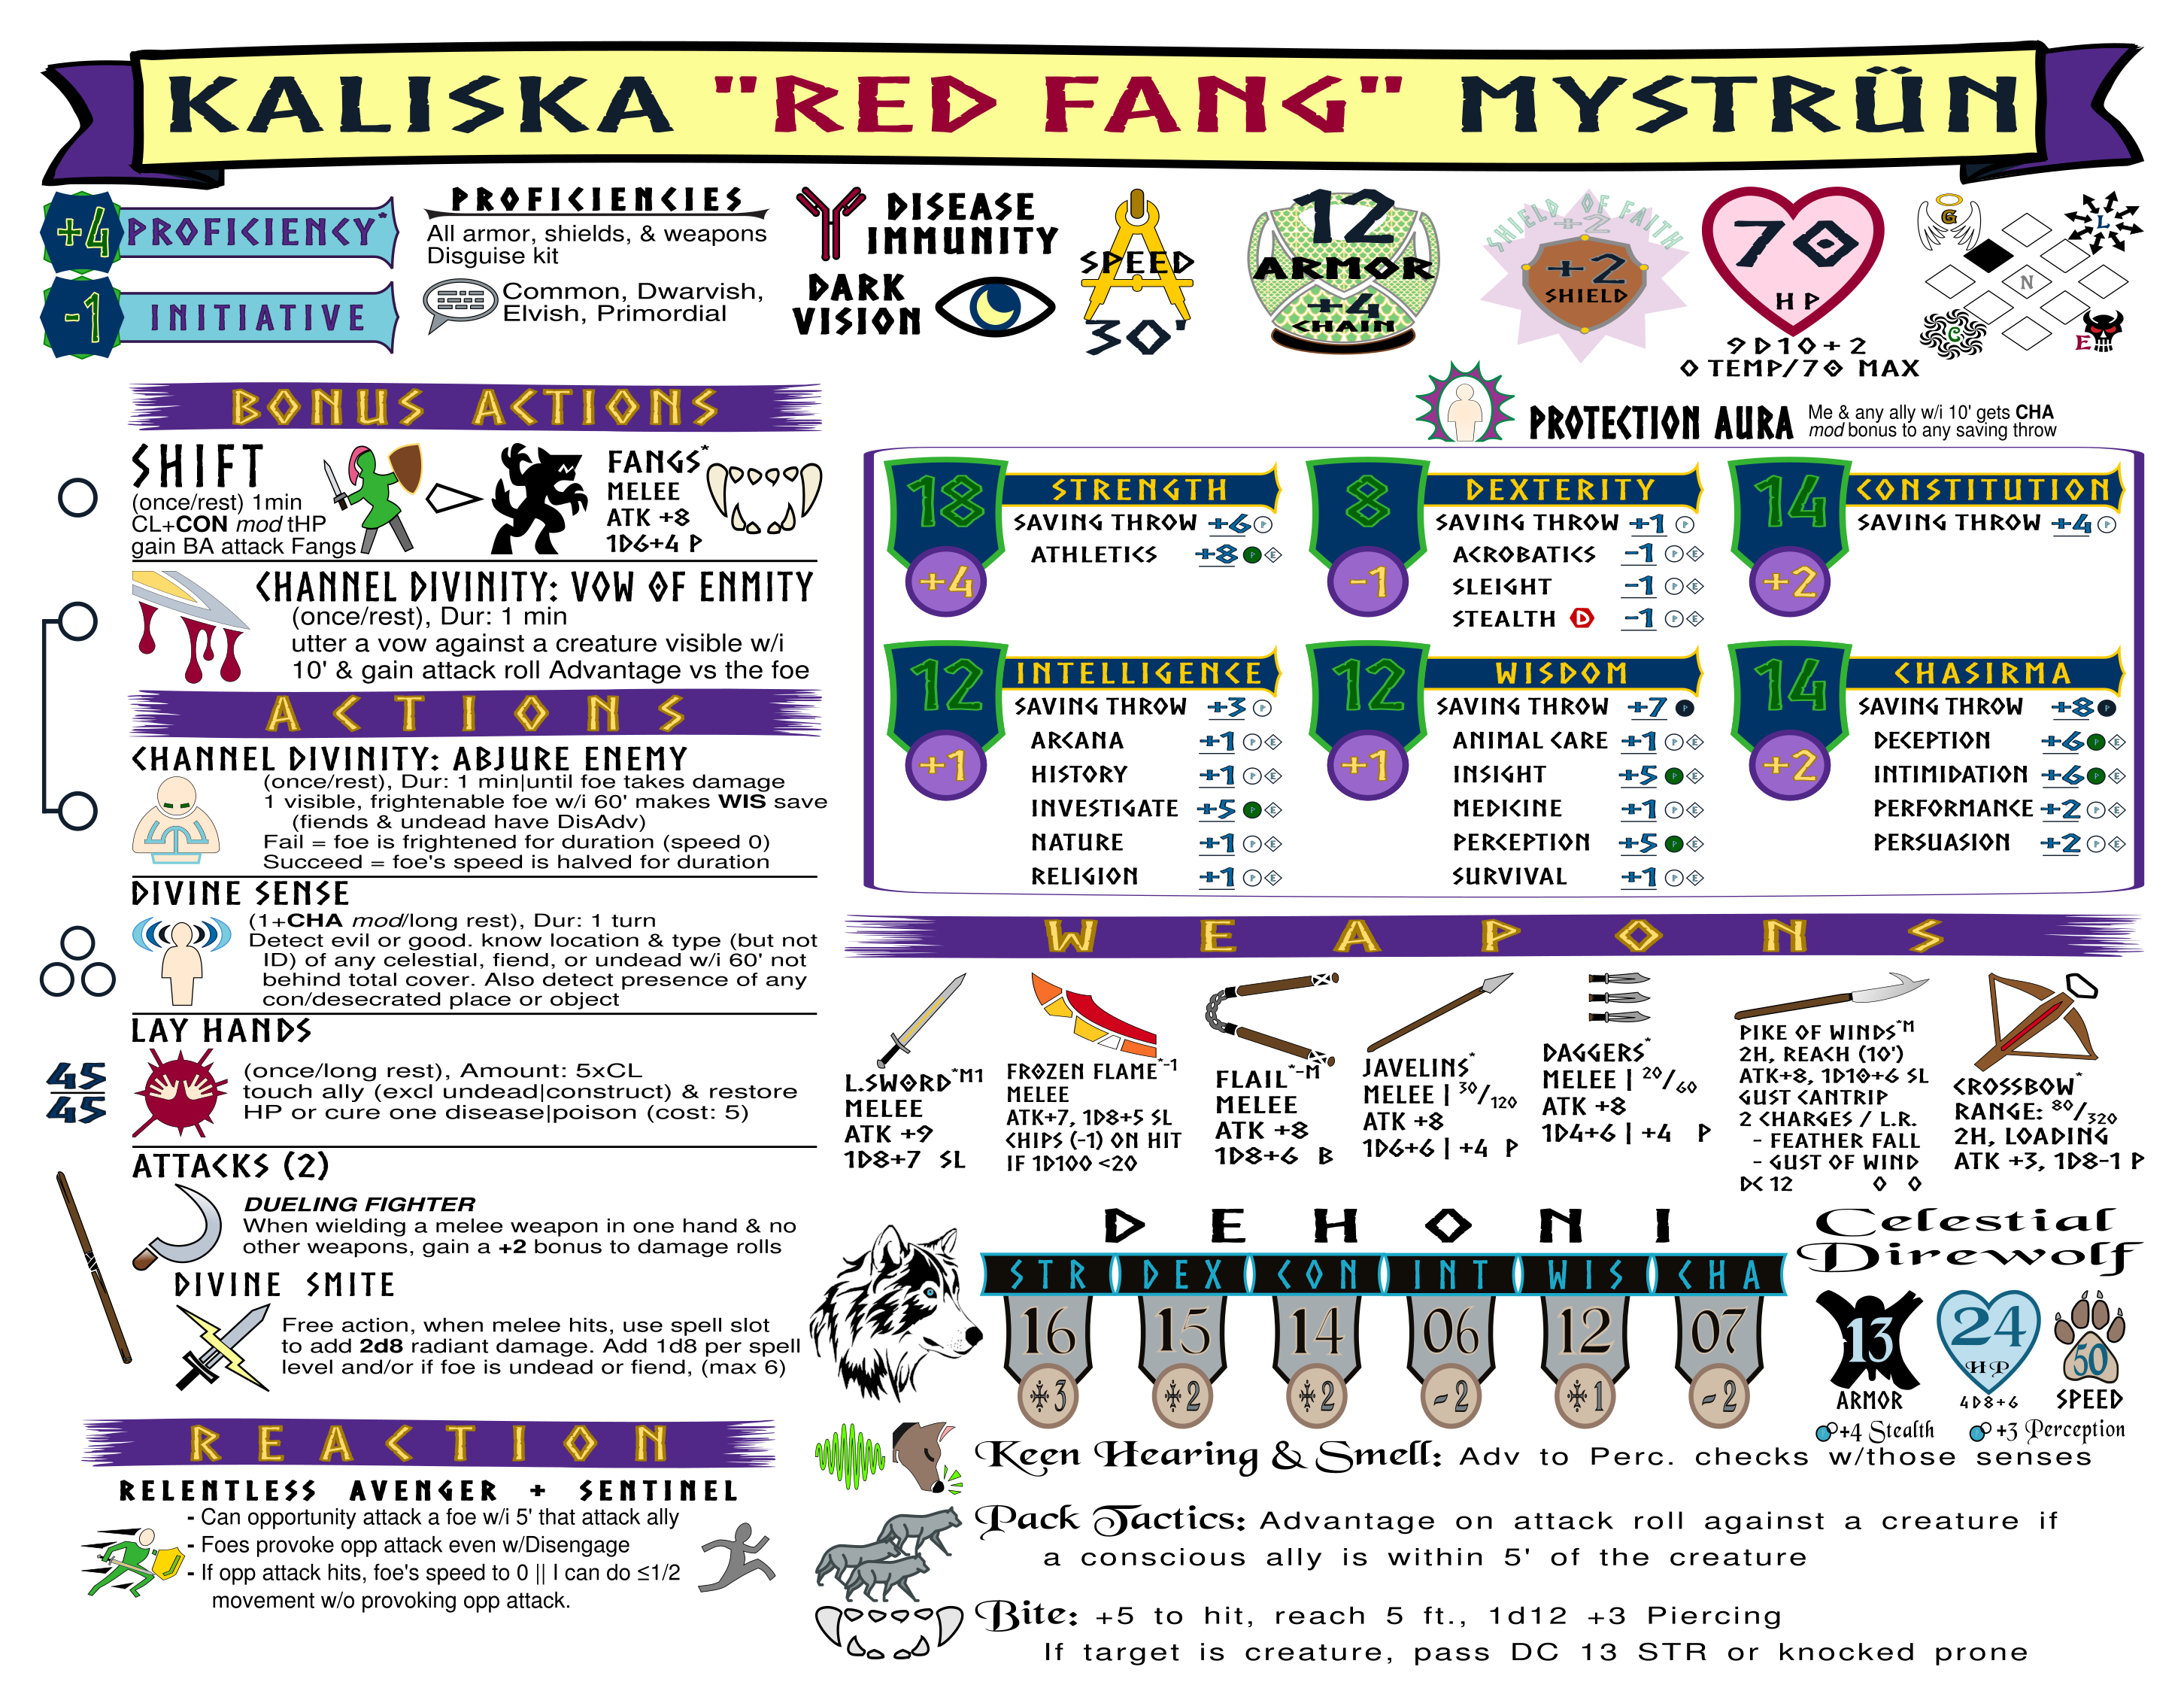 KALISKA "RED FANG" MYSTRÜN
+4 PROFICIENCY*
-1 INITIATIVE
PROFICIENCIES
All armor, shields, & weapons
Disguise kit
Common, Dwarvish,
Elvish, Primordial
DISEASE
IMMUNITY
DARK
VISION
SPEED
30'
12
ARMOR
+4
CHAIN
SHIELD OF FAITH
+2
+2
SHIELD
70
HP
9D10+2
0 TEMP/70 MAX
G
L
N
C
E
PROTECTION AURA
Me & any ally w/i 10' gets CHA
mod bonus to any saving throw
BONUS ACTIONS
SHIFT
(once/rest) 1min
CL+CON mod tHP
gain BA attack Fangs
FANGS*
MELEE
ATK +8
1D6+4 P
CHANNEL DIVINITY: VOW OF ENMITY
(once/rest), Dur: 1 min
utter a vow against a creature visible w/i
10' & gain attack roll Advantage vs the foe
ACTIONS
CHANNEL DIVINITY: ABJURE ENEMY
(once/rest), Dur: 1 min|until foe takes damage
1 visible, frightenable foe w/i 60' makes WIS save
(fiends & undead have DisAdv)
Fail = foe is frightened for duration (speed 0)
Succeed = foe's speed is halved for duration
DIVINE SENSE
(1+CHA mod/long rest), Dur: 1 turn
Detect evil or good. know location & type (but not
ID) of any celestial, fiend, or undead w/i 60' not
behind total cover. Also detect presence of any
con/desecrated place or object
LAY HANDS
45
45
(once/long rest), Amount: 5xCL
touch ally (excl undead|construct) & restore
HP or cure one disease|poison (cost: 5)
ATTACKS (2)
DUELING FIGHTER
When wielding a melee weapon in one hand & no
other weapons, gain a +2 bonus to damage rolls
DIVINE SMITE
Free action, when melee hits, use spell slot
to add 2d8 radiant damage. Add 1d8 per spell
level and/or if foe is undead or fiend, (max 6)
REACTION
RELENTLESS AVENGER + SENTINEL
- Can opportunity attack a foe w/i 5' that attack ally
- Foes provoke opp attack even w/Disengage
- If opp attack hits, foe's speed to 0 || I can do ≤1/2
movement w/o provoking opp attack.
18
+4
STRENGTH
SAVING THROW +6 P
ATHLETICS +8 P E
8
-1
DEXTERITY
SAVING THROW +1 P
ACROBATICS -1 P E
SLEIGHT -1 P E
STEALTH D -1 P E
14
+2
CONSTITUTION
SAVING THROW +4 P
12
+1
INTELLIGENCE
SAVING THROW +3 P
ARCANA +1 P E
HISTORY +1 P E
INVESTIGATE +5 P E
NATURE +1 P E
RELIGION +1 P E
12
+1
WISDOM
SAVING THROW +7 P
ANIMAL CARE +1 P E
INSIGHT +5 P E
MEDICINE +1 P E
PERCEPTION +5 P E
SURVIVAL +1 P E
14
+2
CHASIRMA
SAVING THROW +8 P
DECEPTION +6 P E
INTIMIDATION +6 P E
PERFORMANCE +2 P E
PERSUASION +2 P E
WEAPONS
L.SWORD*M1
MELEE
ATK +9
1D8+7 SL
FROZEN FLAME*-1
MELEE
ATK+7, 1D8+5 SL
CHIPS (-1) ON HIT
IF 1D100 <20
FLAIL*-M
MELEE
ATK +8
1D8+6 B
JAVELINS*
MELEE | 30/120
ATK +8
1D6+6 | +4 P
DAGGERS*
MELEE | 20/60
ATK +8
1D4+6 | +4 P
PIKE OF WINDS*M
2H, REACH (10')
ATK+8, 1D10+6 SL
GUST CANTRIP
2 CHARGES / L.R.
- FEATHER FALL
- GUST OF WIND
DC 12 0 0
CROSSBOW*
RANGE: 80/320
2H, LOADING
ATK +3, 1D8-1 P
DEHONI
Celestial
Direwolf
STR DEX CON INT WIS CHA
16 15 14 06 12 07
+3 +2 +2 -2 +1 -2
13
ARMOR
24
HP
4D8+6
50
SPEED
+4 Stealth
+3 Perception
Keen Hearing & Smell: Adv to Perc. checks w/those senses
Pack Tactics: Advantage on attack roll against a creature if
a conscious ally is within 5' of the creature
Bite: +5 to hit, reach 5 ft., 1d12 +3 Piercing
If target is creature, pass DC 13 STR or knocked prone